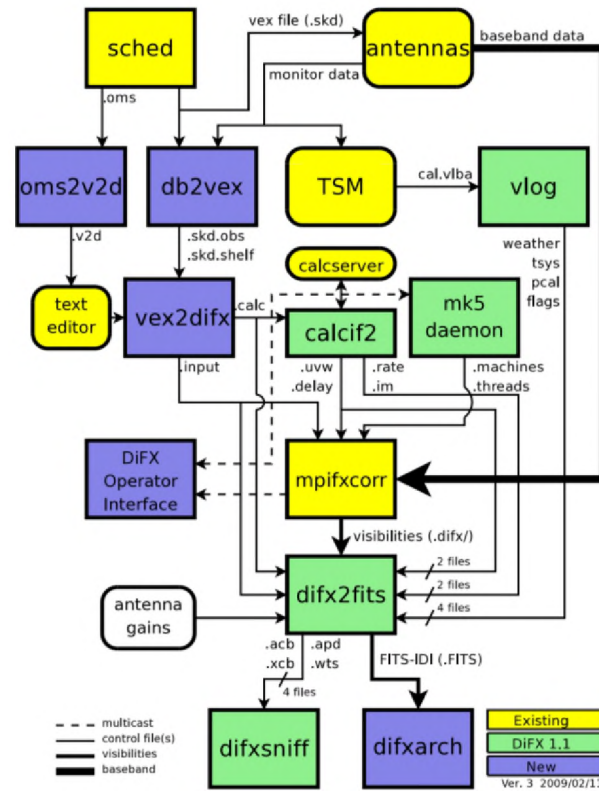 sched
vex file (.skd)
antennas
baseband data
monitor data
.oms
oms2v2d
db2vex
TSM
cal.vlba
vlog
.v2d
.skd.obs
.skd.shelf
weather
tsys
pcal
flags
text
editor
vex2difx
.calc
calcserver
calcif2
mk5
daemon
.input
.uvw
.delay
.rate
.im
.machines
.threads
DiFX
Operator
Interface
mpifxcorr
visibilities (.difx/)
difx2fits
2 files
2 files
4 files
antenna
gains
.acb
.xcb
.apd
.wts
4 files
FITS-IDI (.FITS)
difxsniff
difxarch
multicast
control file(s)
visibilities
baseband
Existing
DiFX 1.1
New
Ver. 3 2009/02/11